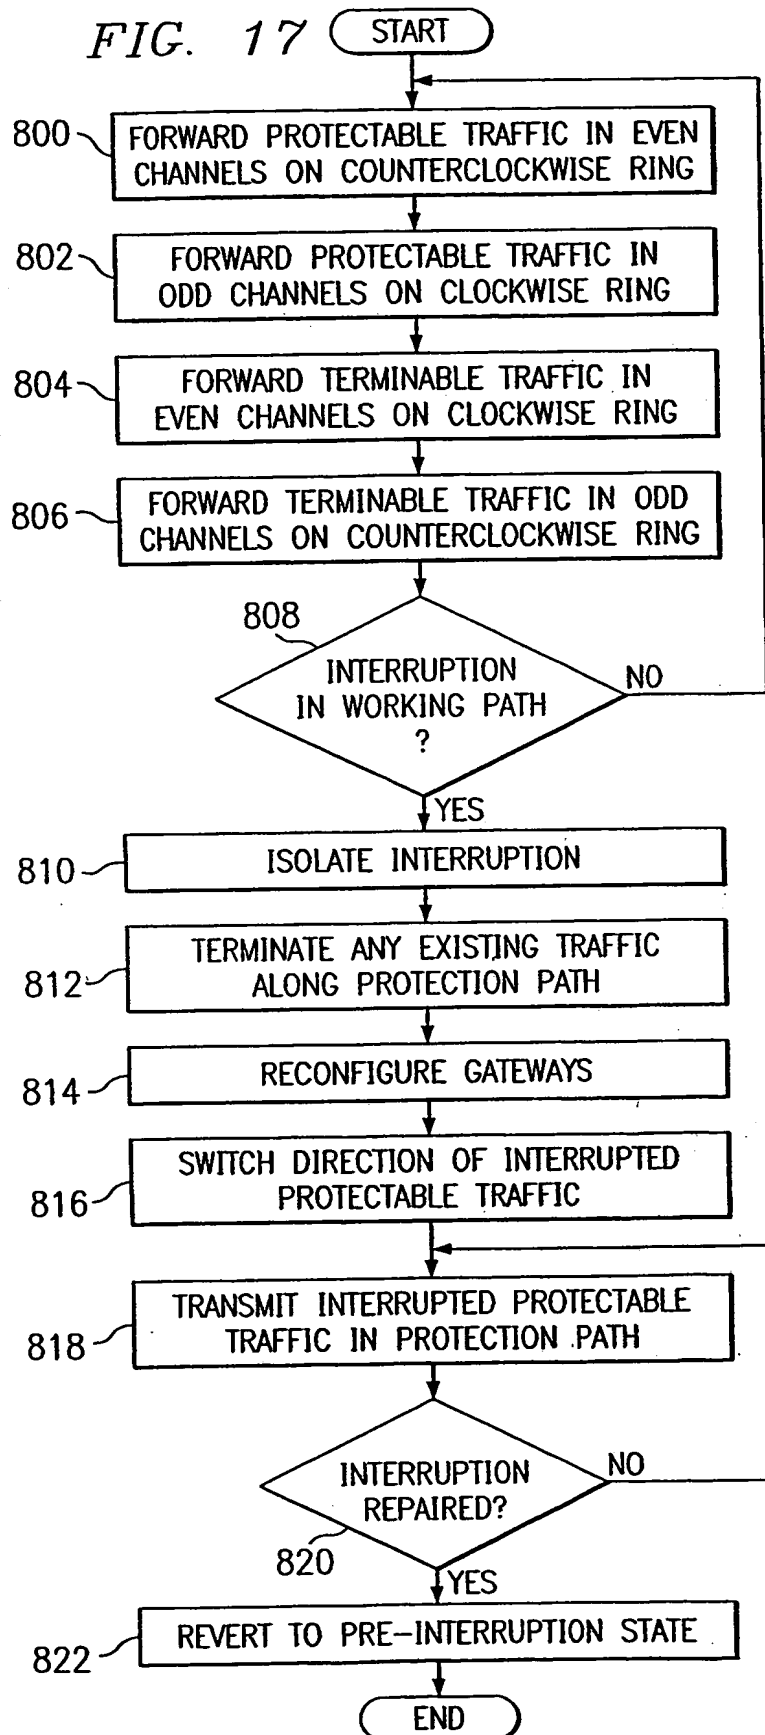 FIG. 17
START
800
FORWARD PROTECTABLE TRAFFIC IN EVEN
CHANNELS ON COUNTERCLOCKWISE RING
802
FORWARD PROTECTABLE TRAFFIC IN
ODD CHANNELS ON CLOCKWISE RING
804
FORWARD TERMINABLE TRAFFIC IN
EVEN CHANNELS ON CLOCKWISE RING
806
FORWARD TERMINABLE TRAFFIC IN ODD
CHANNELS ON COUNTERCLOCKWISE RING
808
INTERRUPTION
IN WORKING PATH
?
NO
YES
810
ISOLATE INTERRUPTION
812
TERMINATE ANY EXISTING TRAFFIC
ALONG PROTECTION PATH
814
RECONFIGURE GATEWAYS
816
SWITCH DIRECTION OF INTERRUPTED
PROTECTABLE TRAFFIC
818
TRANSMIT INTERRUPTED PROTECTABLE
TRAFFIC IN PROTECTION PATH
INTERRUPTION
REPAIRED?
NO
820
YES
822
REVERT TO PRE-INTERRUPTION STATE
END